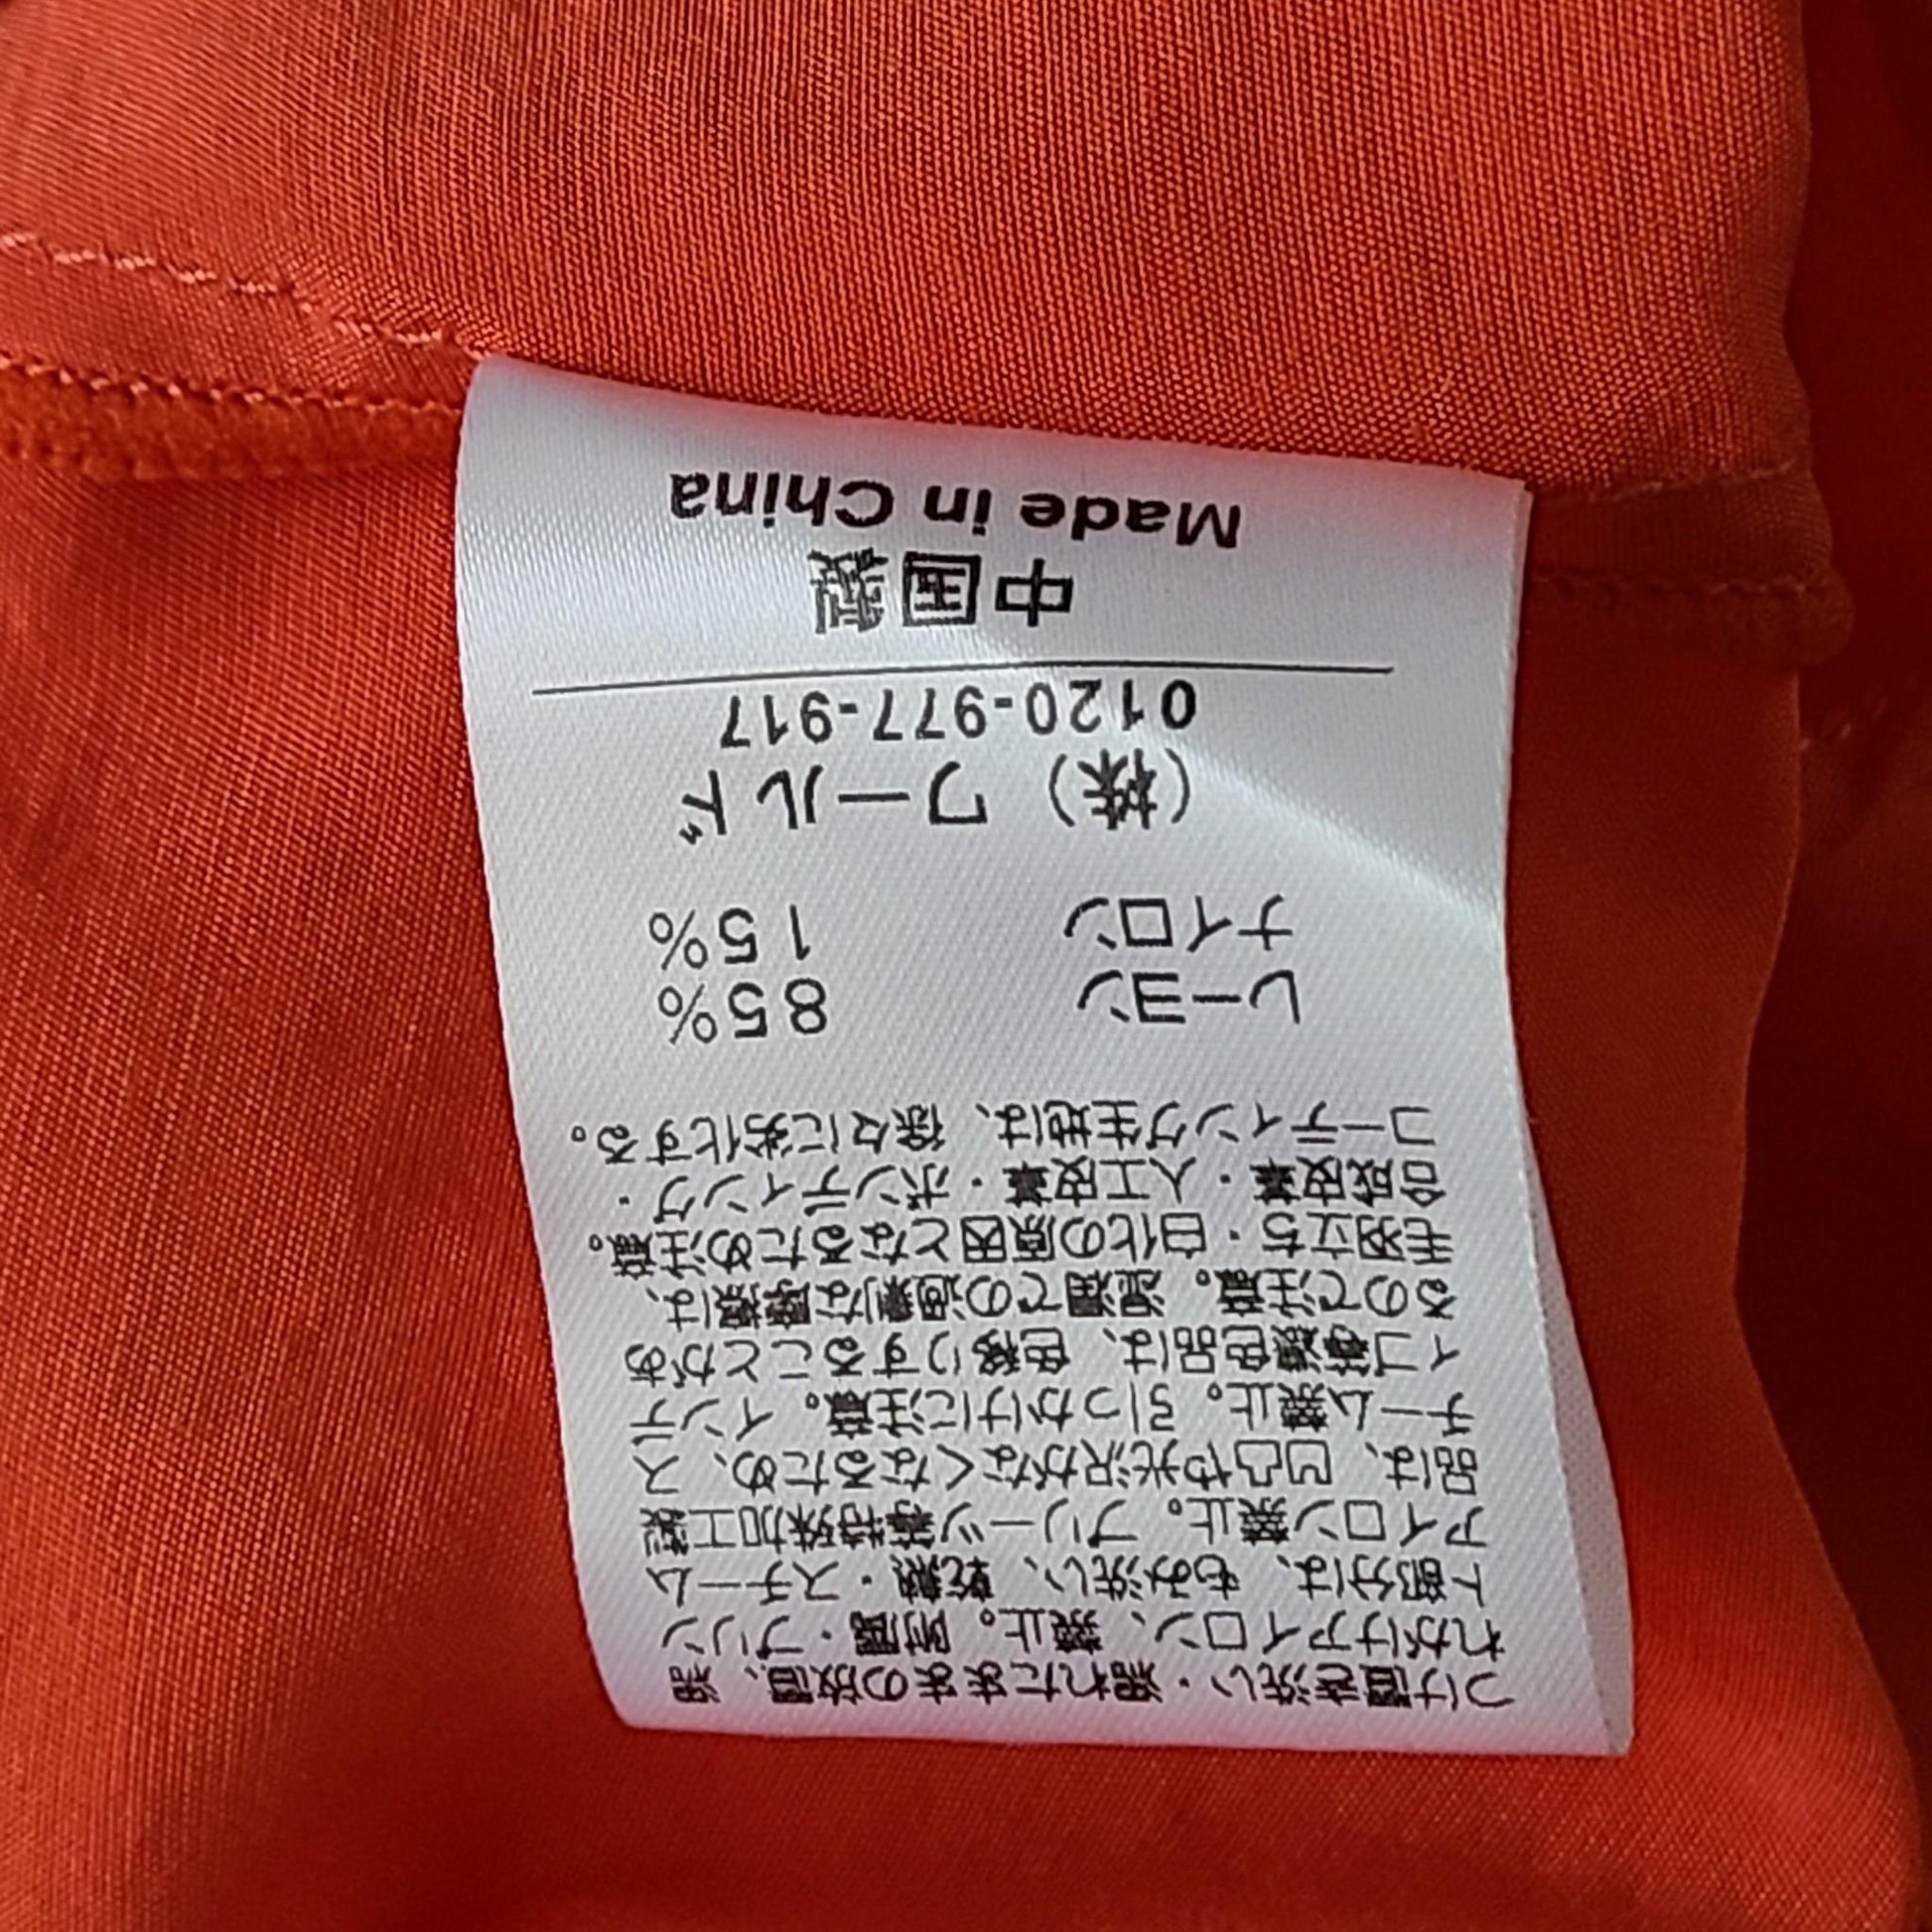 つけ置き洗い・濡れたままの放置、濡
れがけアイロン、禁止。刺繍・プリン
ト部分は、もみ洗い、乾燥・スチーム
アイロン禁止。プリーツ等特殊加工製
品は、凹凸や光沢がなくなるため、ス
チーム禁止。引っかけに注意。インディ
ィゴ等濃色品は、色移りすることがあ
るので注意。湿潤での過剰な摩擦は、
毛羽立ち・白化の原因となるため注意。
合成皮革・人工皮革・ボンディング・
コーティング生地は、徐々に劣化する。
レーヨン 85%
ナイロン 15%
(株) ワールド
0120-977-917
中国製
Made in China